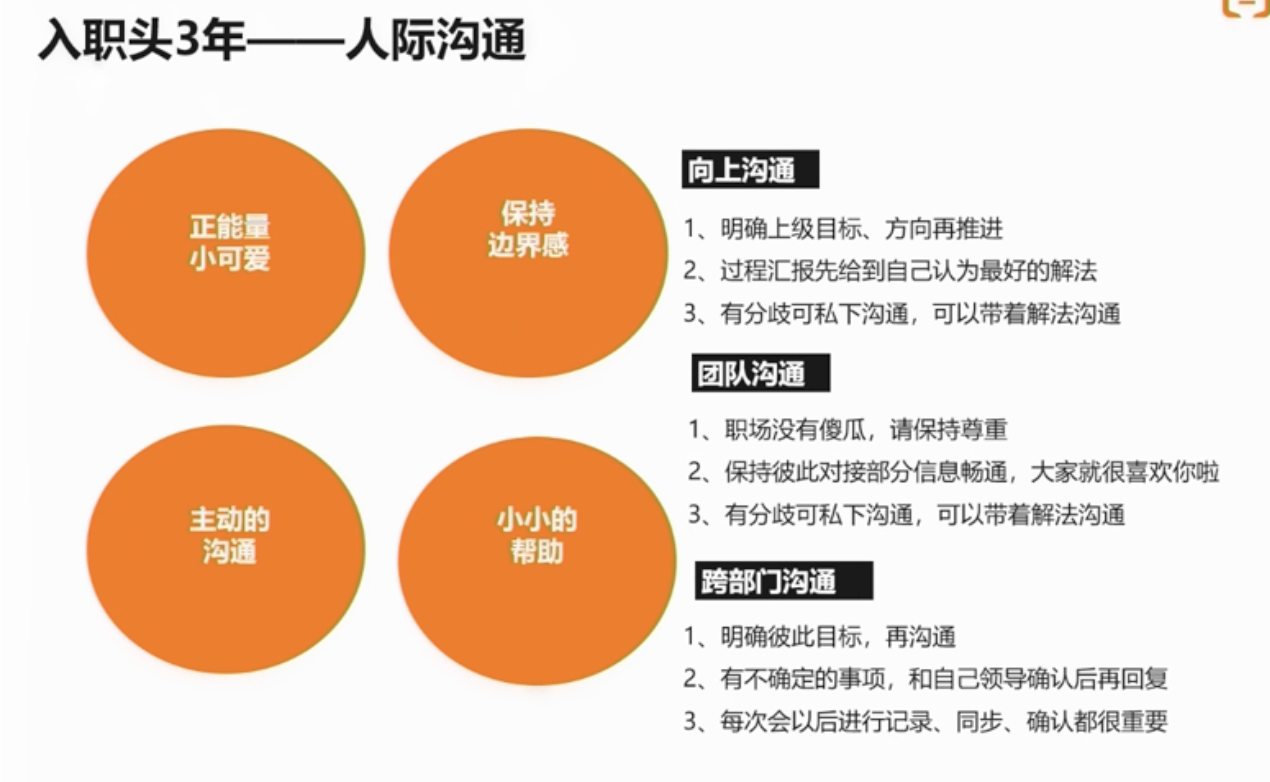 入职头3年——人际沟通
正能量
小可爱
保持
边界感
主动的
沟通
小小的
帮助
向上沟通
1、明确上级目标、方向再推进
2、过程汇报先给到自己认为最好的解法
3、有分歧可私下沟通，可以带着解法沟通
团队沟通
1、职场没有傻瓜，请保持尊重
2、保持彼此对接部分信息畅通，大家就很喜欢你啦
3、有分歧可私下沟通，可以带着解法沟通
跨部门沟通
1、明确彼此目标，再沟通
2、有不确定的事项，和自己领导确认后再回复
3、每次会以后进行记录、同步、确认都很重要